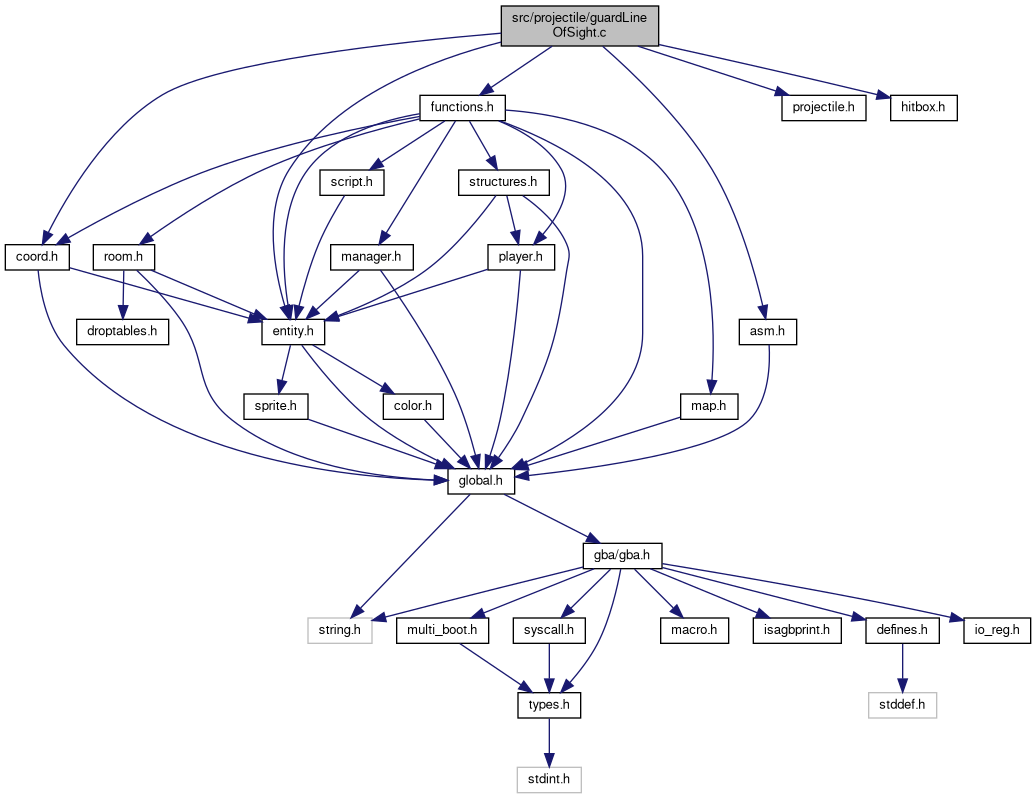 src/projectile/guardLine
OfSight.c
functions.h
projectile.h
hitbox.h
script.h
structures.h
coord.h
room.h
manager.h
player.h
droptables.h
entity.h
asm.h
sprite.h
color.h
map.h
global.h
gba/gba.h
string.h
multi_boot.h
syscall.h
macro.h
isagbprint.h
defines.h
io_reg.h
types.h
stddef.h
stdint.h